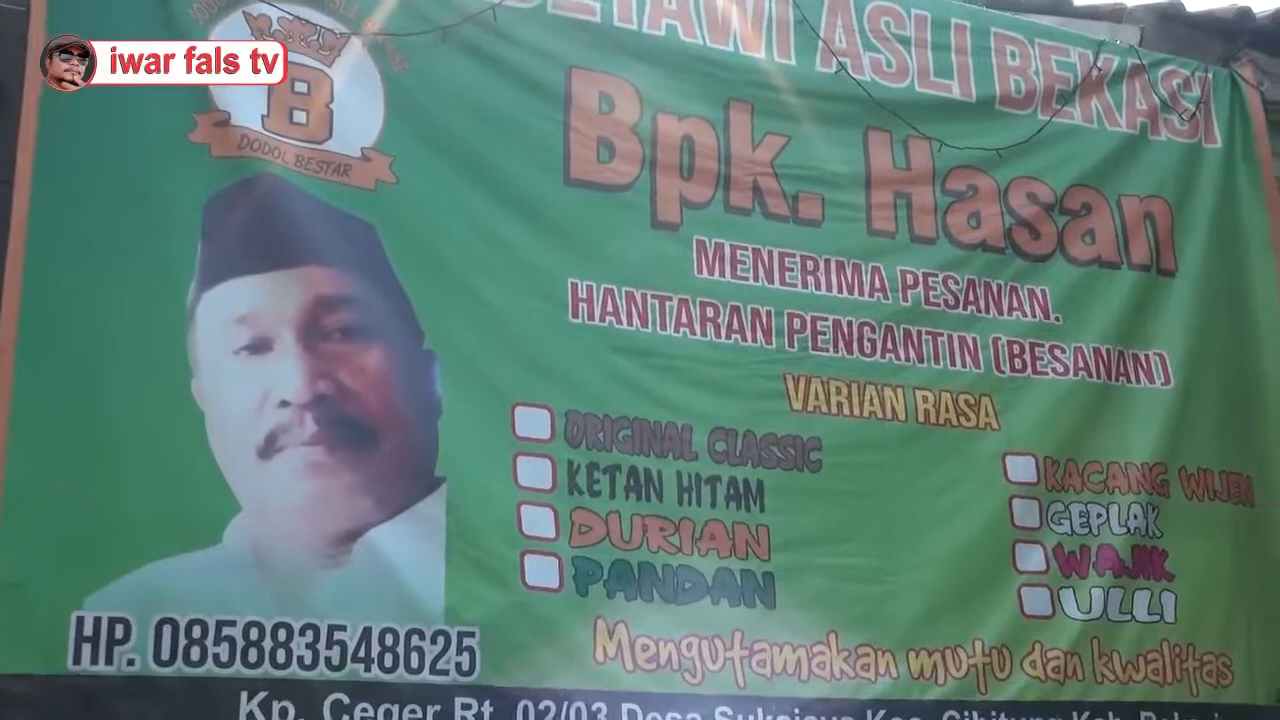 iwar fals tv
BETAWI ASLI BEKASI
B
DODOL BESTAR
Bpk. Hasan
MENERIMA PESANAN.
HANTARAN PENGANTIN (BESANAN)
VARIAN RASA
ORIGINAL CLASSIC
KETAN HITAM
DURIAN
PANDAN
KACANG WIJEN
GEPLAK
WAJIK
ULLI
HP. 085883548625
Mengutamakan mutu dan kwalitas
Kp. Ceger Rt. 02/03 Desa Sukajaya Kec. Cibitung Kab.